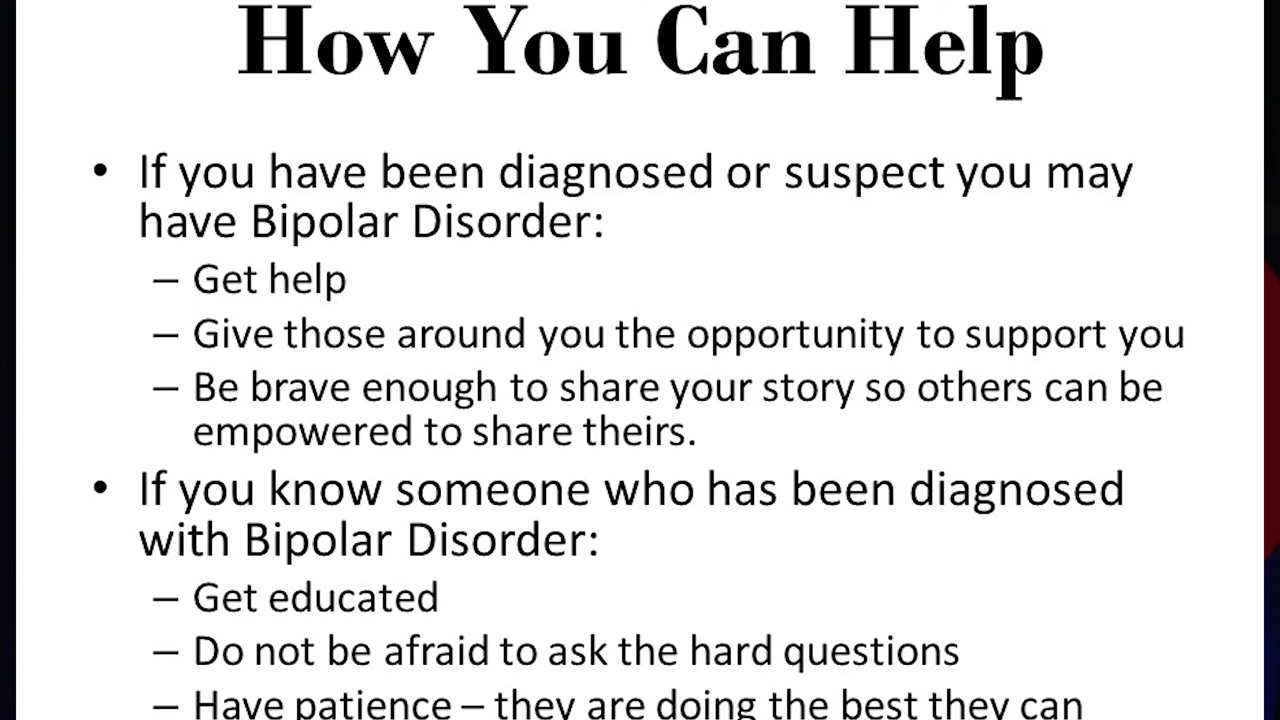 How You Can Help
• If you have been diagnosed or suspect you may
have Bipolar Disorder:
– Get help
– Give those around you the opportunity to support you
– Be brave enough to share your story so others can be
empowered to share theirs.
• If you know someone who has been diagnosed
with Bipolar Disorder:
– Get educated
– Do not be afraid to ask the hard questions
– Have patience – they are doing the best they can